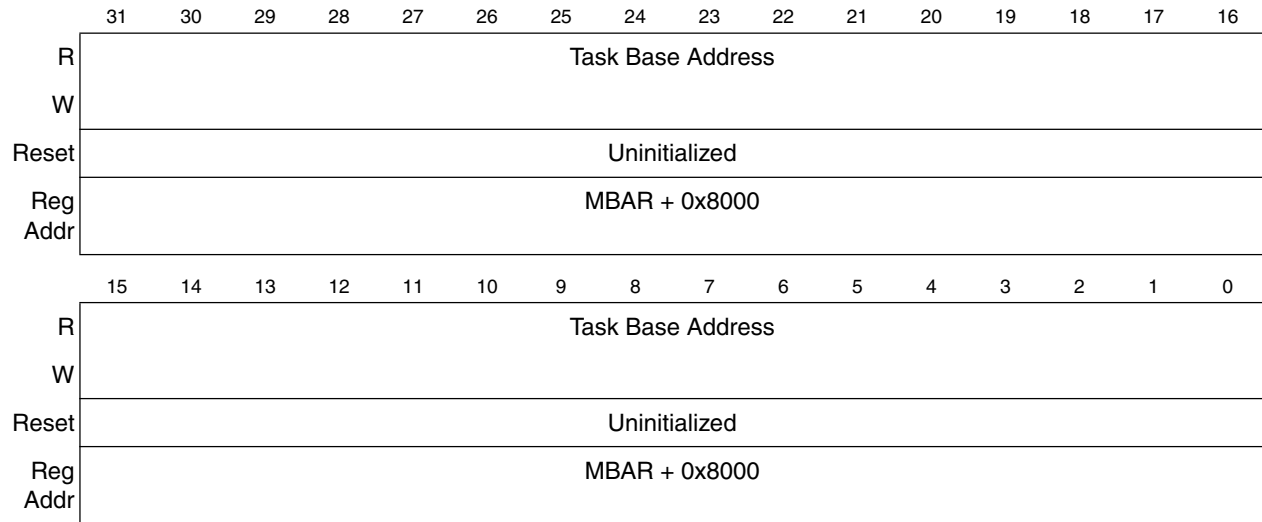 31 30 29 28 27 26 25 24 23 22 21 20 19 18 17 16
R Task Base Address
W
Reset Uninitialized
Reg MBAR + 0x8000
Addr
15 14 13 12 11 10 9 8 7 6 5 4 3 2 1 0
R Task Base Address
W
Reset Uninitialized
Reg MBAR + 0x8000
Addr